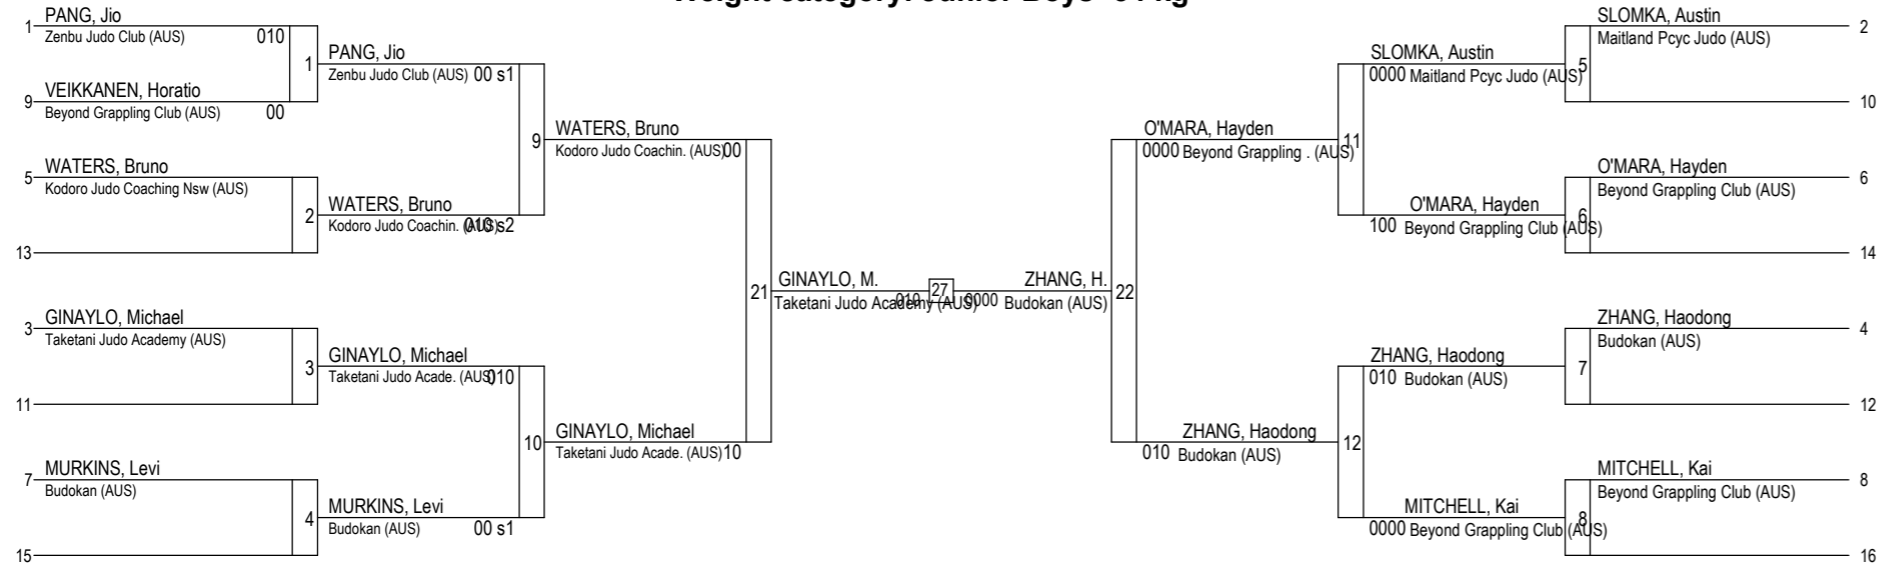 1 PANG, Jio
Zenbu Judo Club (AUS) 010
9 VEIKKANEN, Horatio
Beyond Grappling Club (AUS) 00
5 WATERS, Bruno
Kodoro Judo Coaching Nsw (AUS)
13
3 GINAYLO, Michael
Taketani Judo Academy (AUS)
11
7 MURKINS, Levi
Budokan (AUS)
15
1
2
3
4
PANG, Jio
Zenbu Judo Club (AUS) 00 s1
WATERS, Bruno
Kodoro Judo Coachin. (AUS) 010 s2
GINAYLO, Michael
Taketani Judo Acade. (AUS) 010
MURKINS, Levi
Budokan (AUS) 00 s1
9
10
WATERS, Bruno
Kodoro Judo Coachin. (AUS) 00
GINAYLO, Michael
Taketani Judo Acade. (AUS) 10
21
GINAYLO, M.
Taketani Judo Academy (AUS) 010
27
ZHANG, H.
0000 Budokan (AUS)
22
O'MARA, Hayden
0000 Beyond Grappling . (AUS)
ZHANG, Haodong
010 Budokan (AUS)
11
12
SLOMKA, Austin
0000 Maitland Pcyc Judo (AUS)
O'MARA, Hayden
100 Beyond Grappling Club (AUS)
ZHANG, Haodong
010 Budokan (AUS)
MITCHELL, Kai
0000 Beyond Grappling Club (AUS)
5
6
7
8
SLOMKA, Austin 2
Maitland Pcyc Judo (AUS)
10
O'MARA, Hayden 6
Beyond Grappling Club (AUS)
14
ZHANG, Haodong 4
Budokan (AUS)
12
MITCHELL, Kai 8
Beyond Grappling Club (AUS)
16